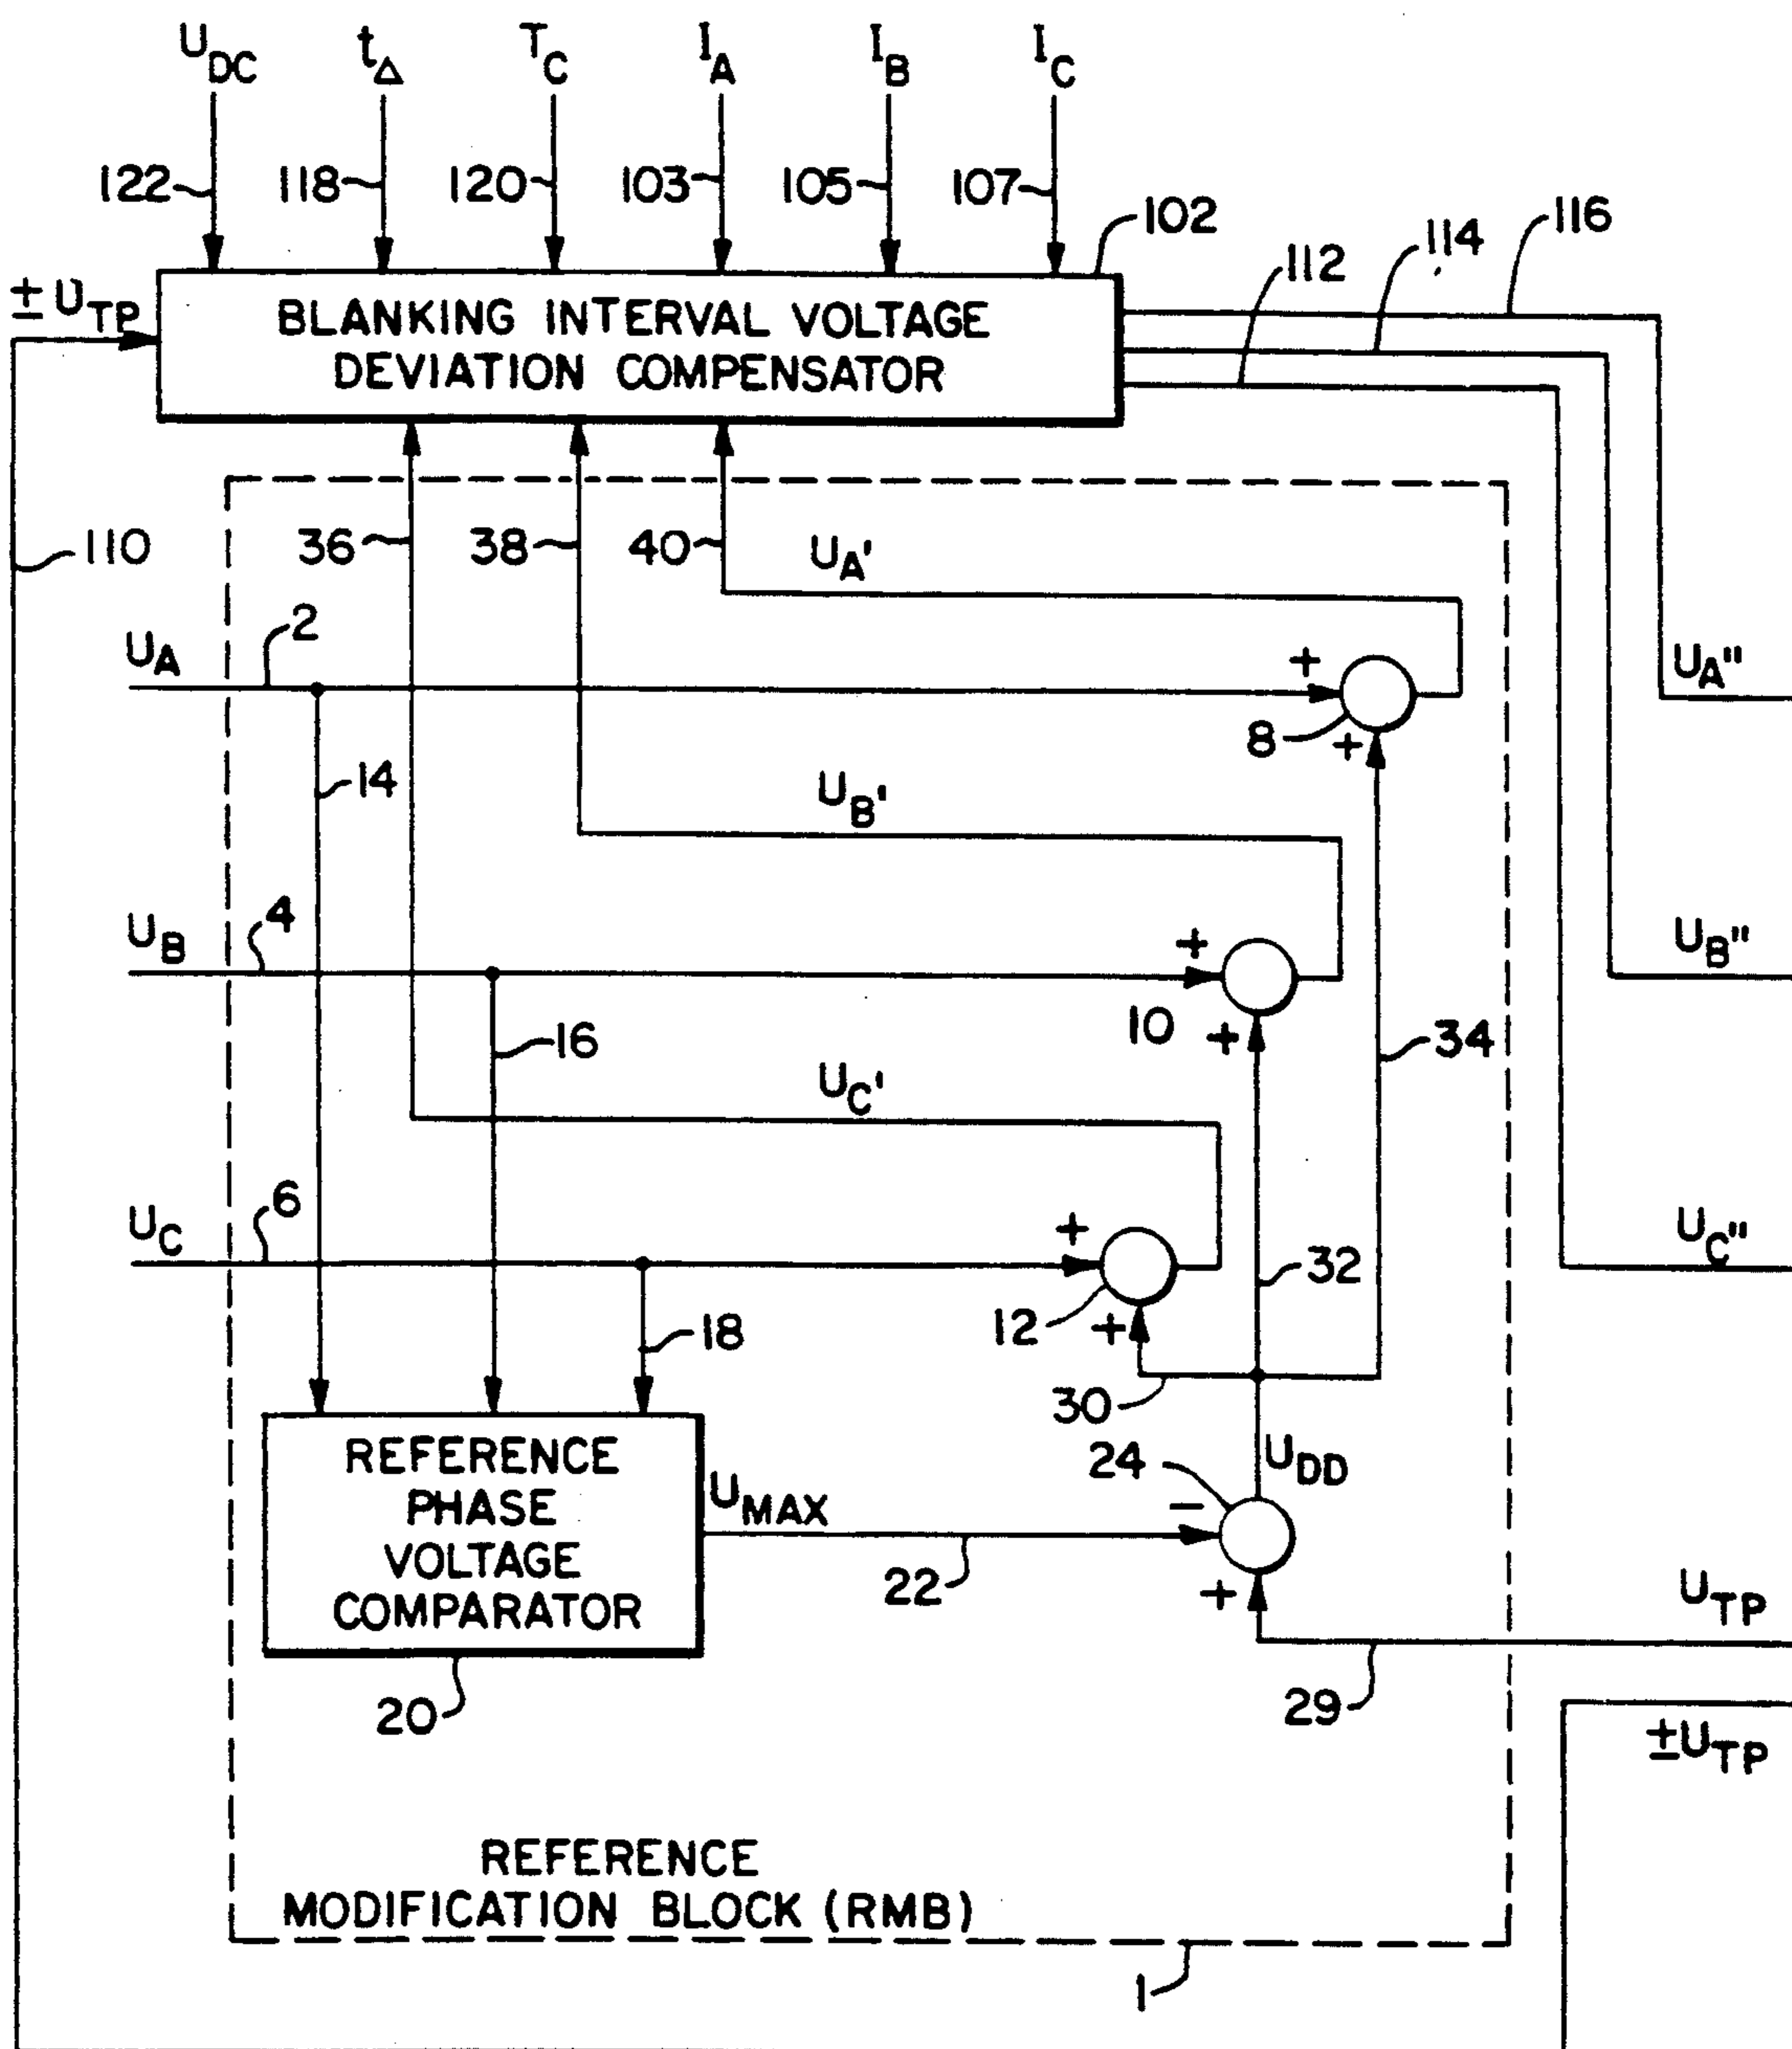 U_DC t_Δ T_C I_A I_B I_C
122 118 120 103 105 107 102 116
114
112
± U_TP
BLANKING INTERVAL VOLTAGE
DEVIATION COMPENSATOR
110 36 38 40 U_A'
U_A 2
+ U_A"
8 +
14 U_B'
U_B 4 + U_B"
10 +
16 34
U_C'
U_C 6 + U_C"
32
12 +
18
30
REFERENCE
PHASE
VOLTAGE
COMPARATOR
24 U_DD
U_MAX −
22 + U_TP
20 29
±U_TP
REFERENCE
MODIFICATION BLOCK (RMB)
1